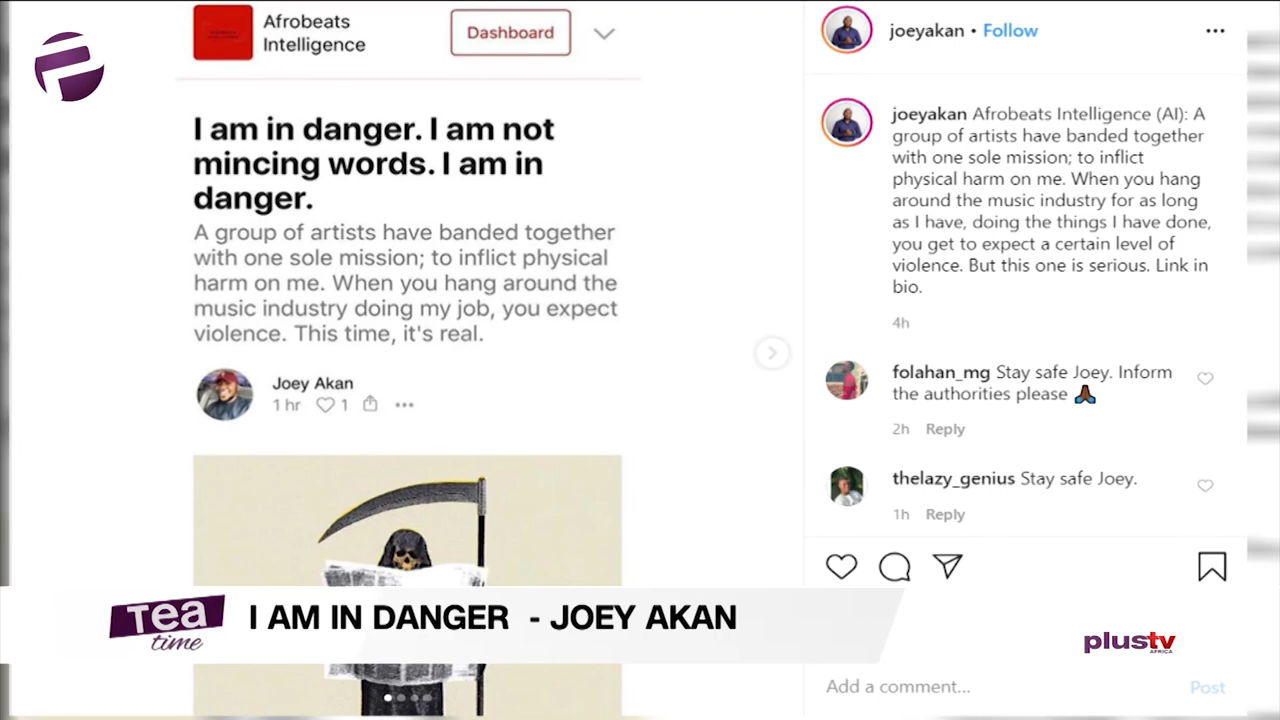 Afrobeats
Intelligence
Dashboard
I am in danger. I am not
mincing words. I am in
danger.
A group of artists have banded together
with one sole mission; to inflict physical
harm on me. When you hang around the
music industry doing my job, you expect
violence. This time, it's real.
Joey Akan
1 hr 1
joeyakan • Follow
joeyakan Afrobeats Intelligence (AI): A
group of artists have banded together
with one sole mission; to inflict
physical harm on me. When you hang
around the music industry for as long
as I have, doing the things I have done,
you get to expect a certain level of
violence. But this one is serious. Link in
bio.
4h
folahan_mg Stay safe Joey. Inform
the authorities please 🙏🏿
2h Reply
thelazy_genius Stay safe Joey.
1h Reply
Tea
time
I AM IN DANGER - JOEY AKAN
plustv
AFRICA
Add a comment...
Post